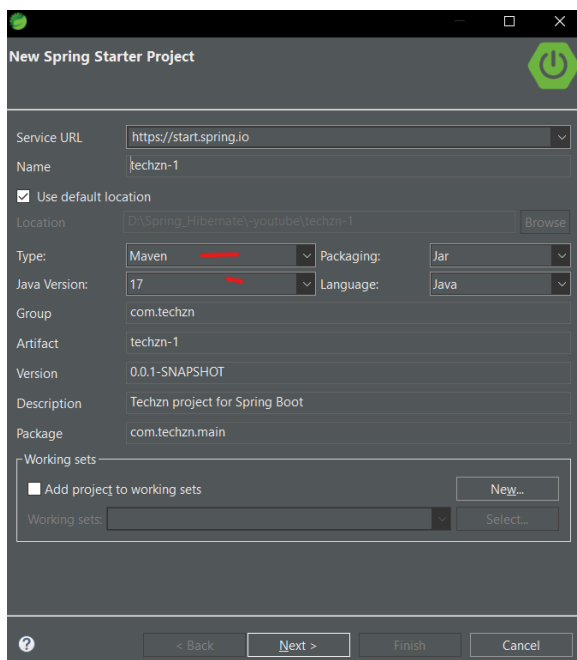 New Spring Starter Project
Service URL https://start.spring.io
Name techzn-1
Use default location
Location D:\Spring_Hibernate\-youtube\techzn-1 Browse
Type: Maven Packaging: Jar
Java Version: 17 Language: Java
Group com.techzn
Artifact techzn-1
Version 0.0.1-SNAPSHOT
Description Techzn project for Spring Boot
Package com.techzn.main
Working sets
Add project to working sets New...
Working sets: Select...
? < Back Next > Finish Cancel